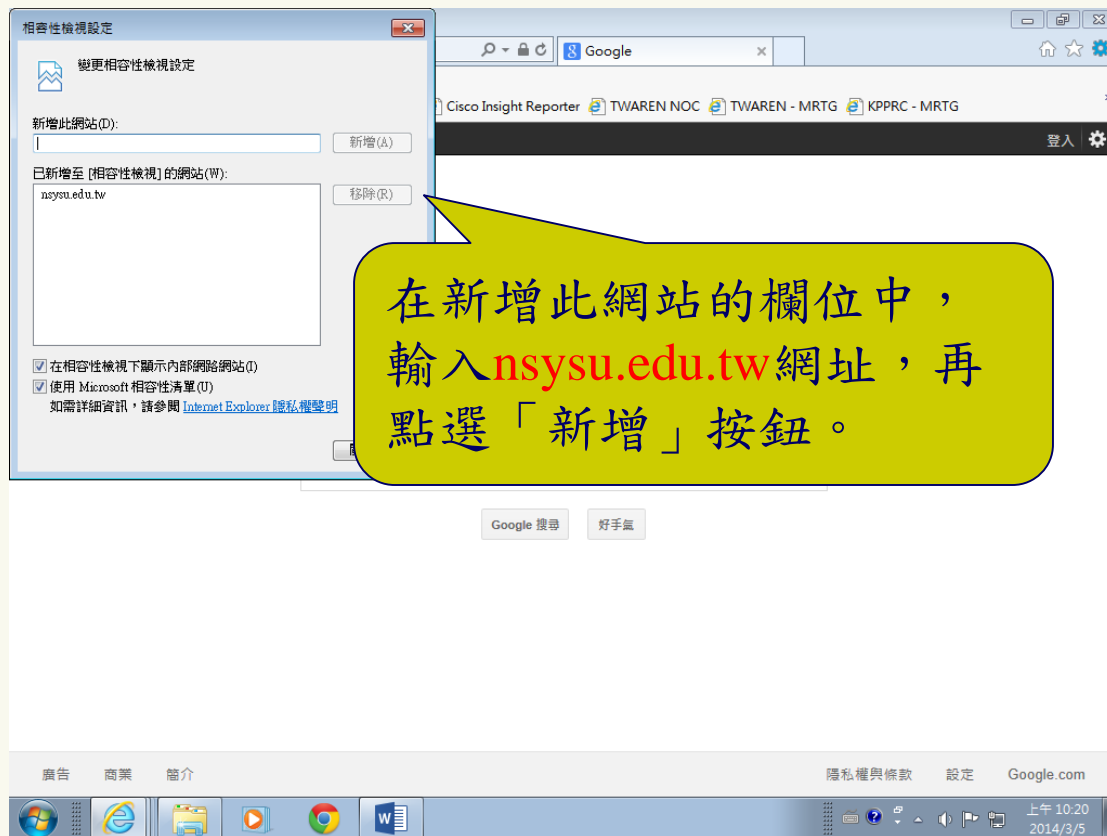 相容性檢視設定
變更相容性檢視設定
新增此網站(D):
新增(A)
已新增至 [相容性檢視] 的網站(W):
nsysu.edu.tw
移除(R)
在相容性檢視下顯示內部網路網站(I)
使用 Microsoft 相容性清單(U)
如需詳細資訊，請參閱 Internet Explorer 隱私權聲明
Google
Cisco Insight Reporter TWAREN NOC TWAREN - MRTG KPPRC - MRTG
登入
在新增此網站的欄位中，
輸入nsysu.edu.tw網址，再
點選「新增」按鈕。
Google 搜尋 好手氣
廣告 商業 簡介 隱私權與條款 設定 Google.com
上午 10:20
2014/3/5